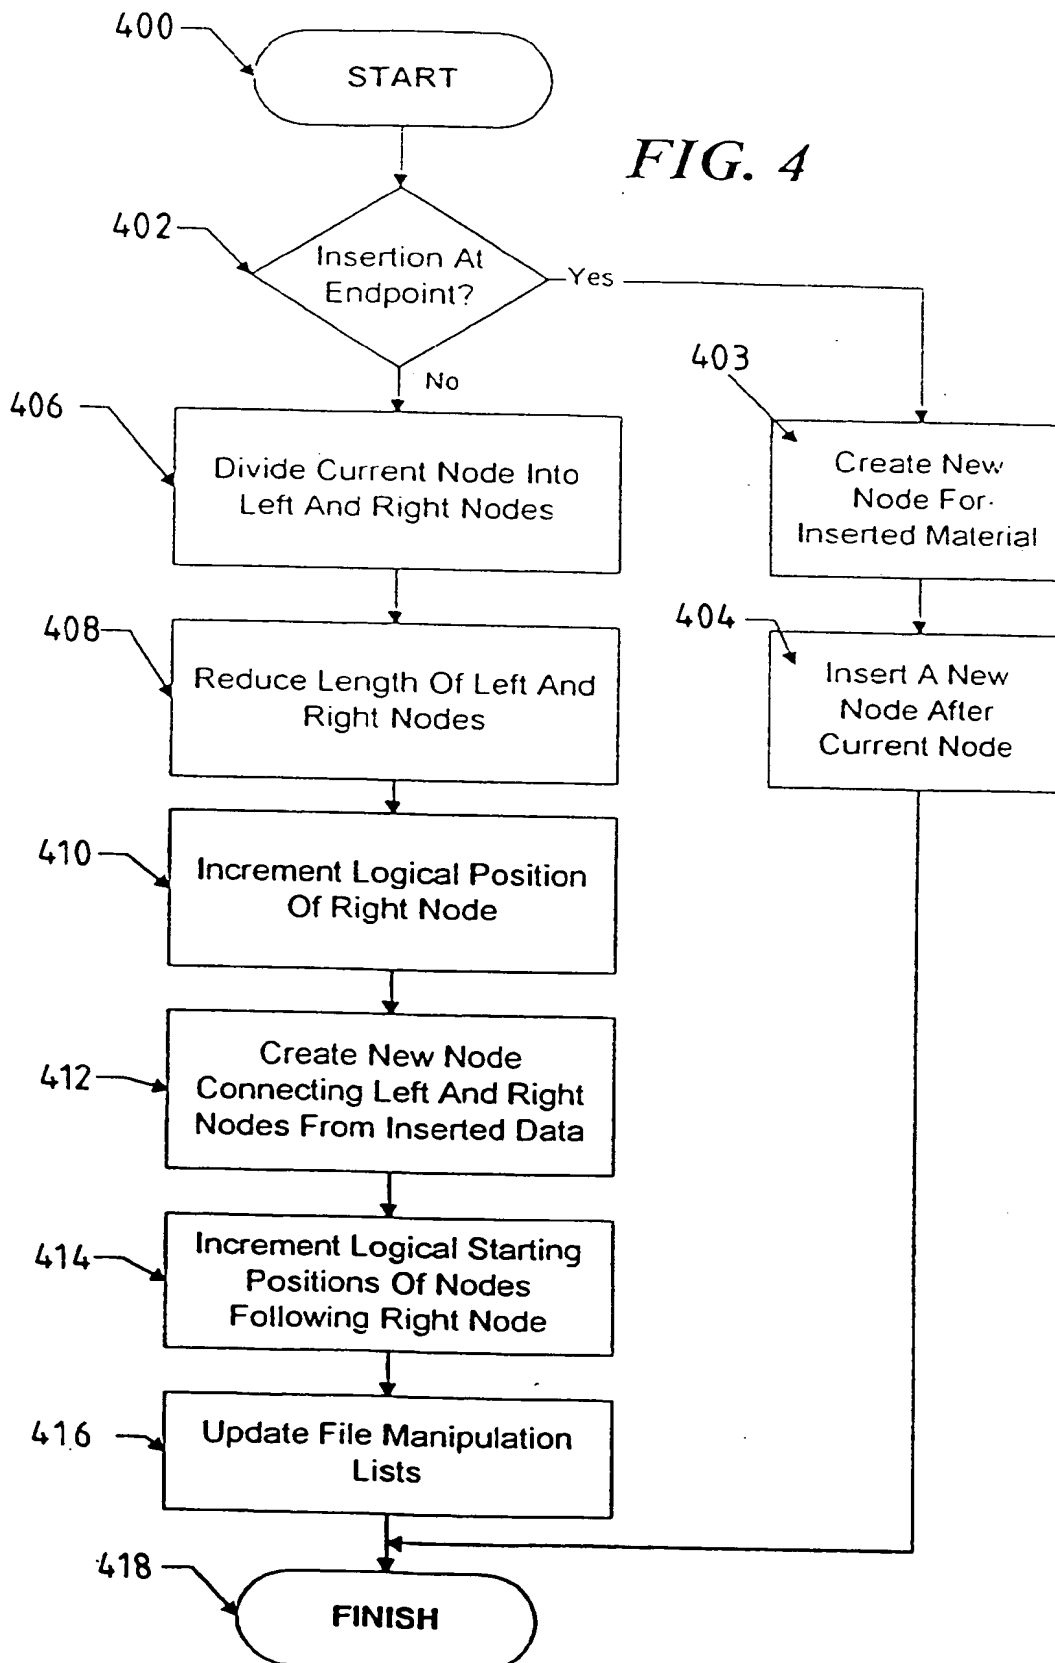 400
START
FIG. 4
402
Insertion At
Endpoint?
Yes
No
403
406
Divide Current Node Into
Left And Right Nodes
Create New
Node For
Inserted Material
408
Reduce Length Of Left And
Right Nodes
404
Insert A New
Node After
Current Node
410
Increment Logical Position
Of Right Node
412
Create New Node
Connecting Left And Right
Nodes From Inserted Data
414
Increment Logical Starting
Positions Of Nodes
Following Right Node
416
Update File Manipulation
Lists
418
FINISH